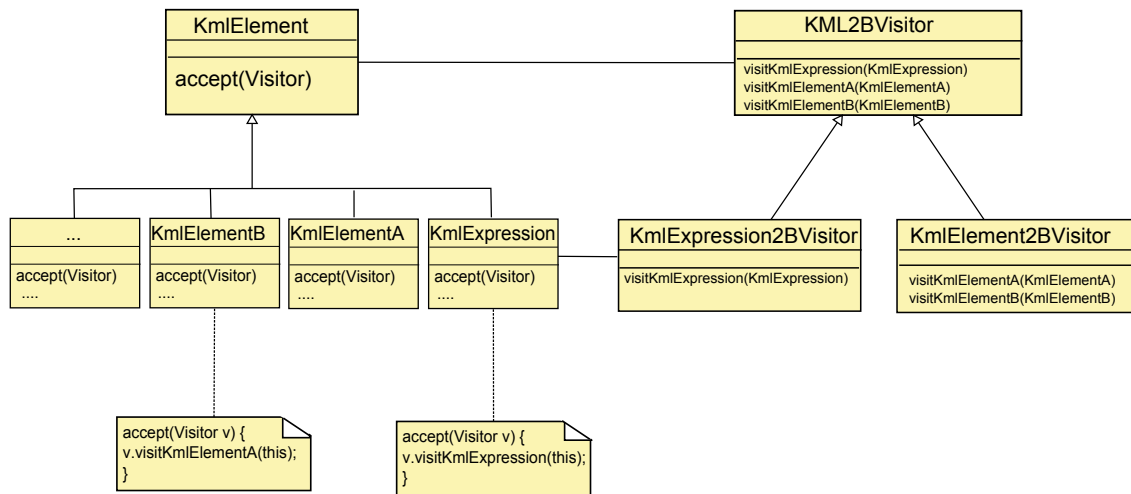 KmlElement
accept(Visitor)
KML2BVisitor
visitKmlExpression(KmlExpression)
visitKmlElementA(KmlElementA)
visitKmlElementB(KmlElementB)
...
accept(Visitor)
....
KmlElementB
accept(Visitor)
....
KmlElementA
accept(Visitor)
....
KmlExpression
accept(Visitor)
....
KmlExpression2BVisitor
visitKmlExpression(KmlExpression)
KmlElement2BVisitor
visitKmlElementA(KmlElementA)
visitKmlElementB(KmlElementB)
accept(Visitor v) {
v.visitKmlElementA(this);
}
accept(Visitor v) {
v.visitKmlExpression(this);
}